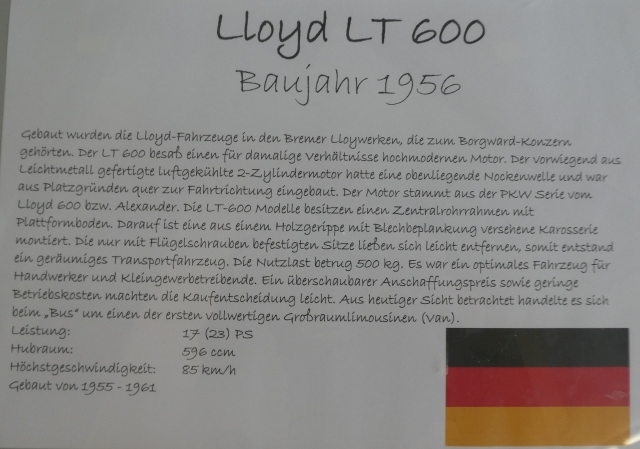 Lloyd LT 600
Baujahr 1956
Gebaut wurden die Lloyd-Fahrzeuge in den Bremer Lloywerken, die zum Borgward-Konzern
gehörten. Der LT 600 besaß einen für damalige Verhältnisse hochmodernen Motor. Der vorwiegend aus
Leichtmetall gefertigte luftgekühlte 2-Zylindermotor hatte eine obenliegende Nockenwelle und war
aus Platzgründen quer zur Fahrtrichtung eingebaut. Der Motor stammt aus der PKW Serie vom
Lloyd 600 bzw. Alexander. Die LT-600 Modelle besitzen einen Zentralrohrrahmen mit
Plattformboden. Darauf ist eine aus einem Holzgerippe mit Blechbeplankung versehene Karosserie
montiert. Die nur mit Flügelschrauben befestigten Sitze ließen sich leicht entfernen, somit entstand
ein geräumiges Transportfahrzeug. Die Nutzlast betrug 500 kg. Es war ein optimales Fahrzeug für
Handwerker und Kleingewerbetreibende. Ein überschaubarer Anschaffungspreis sowie geringe
Betriebskosten machten die Kaufentscheidung leicht. Aus heutiger Sicht betrachtet handelte es sich
beim „Bus" um einen der ersten vollwertigen Großraumlimousinen (Van).
Leistung: 17 (23) PS
Hubraum: 596 ccm
Höchstgeschwindigkeit: 85 km/h
Gebaut von 1955 - 1961